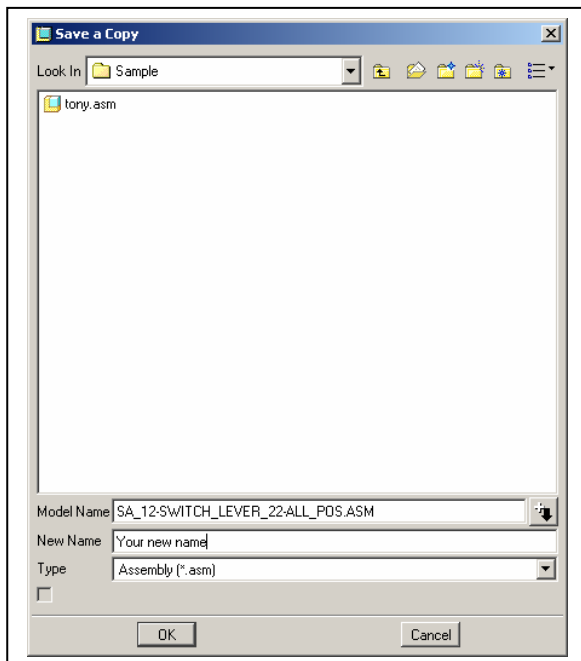 Save a Copy
Look In Sample
tony.asm
Model Name SA_12-SWITCH_LEVER_22-ALL_POS.ASM
New Name Your new name
Type Assembly (*.asm)
OK Cancel